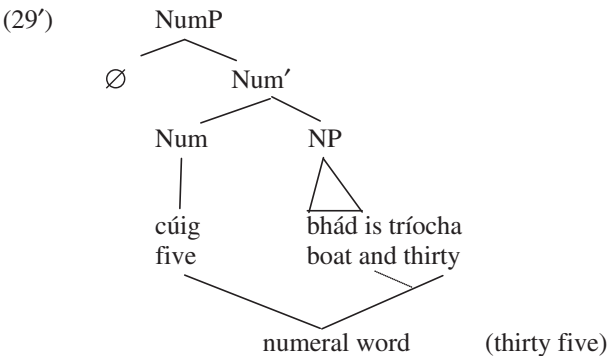 (29′) NumP
∅ Num′
Num NP
cúig bhád is tríocha
five boat and thirty
numeral word (thirty five)